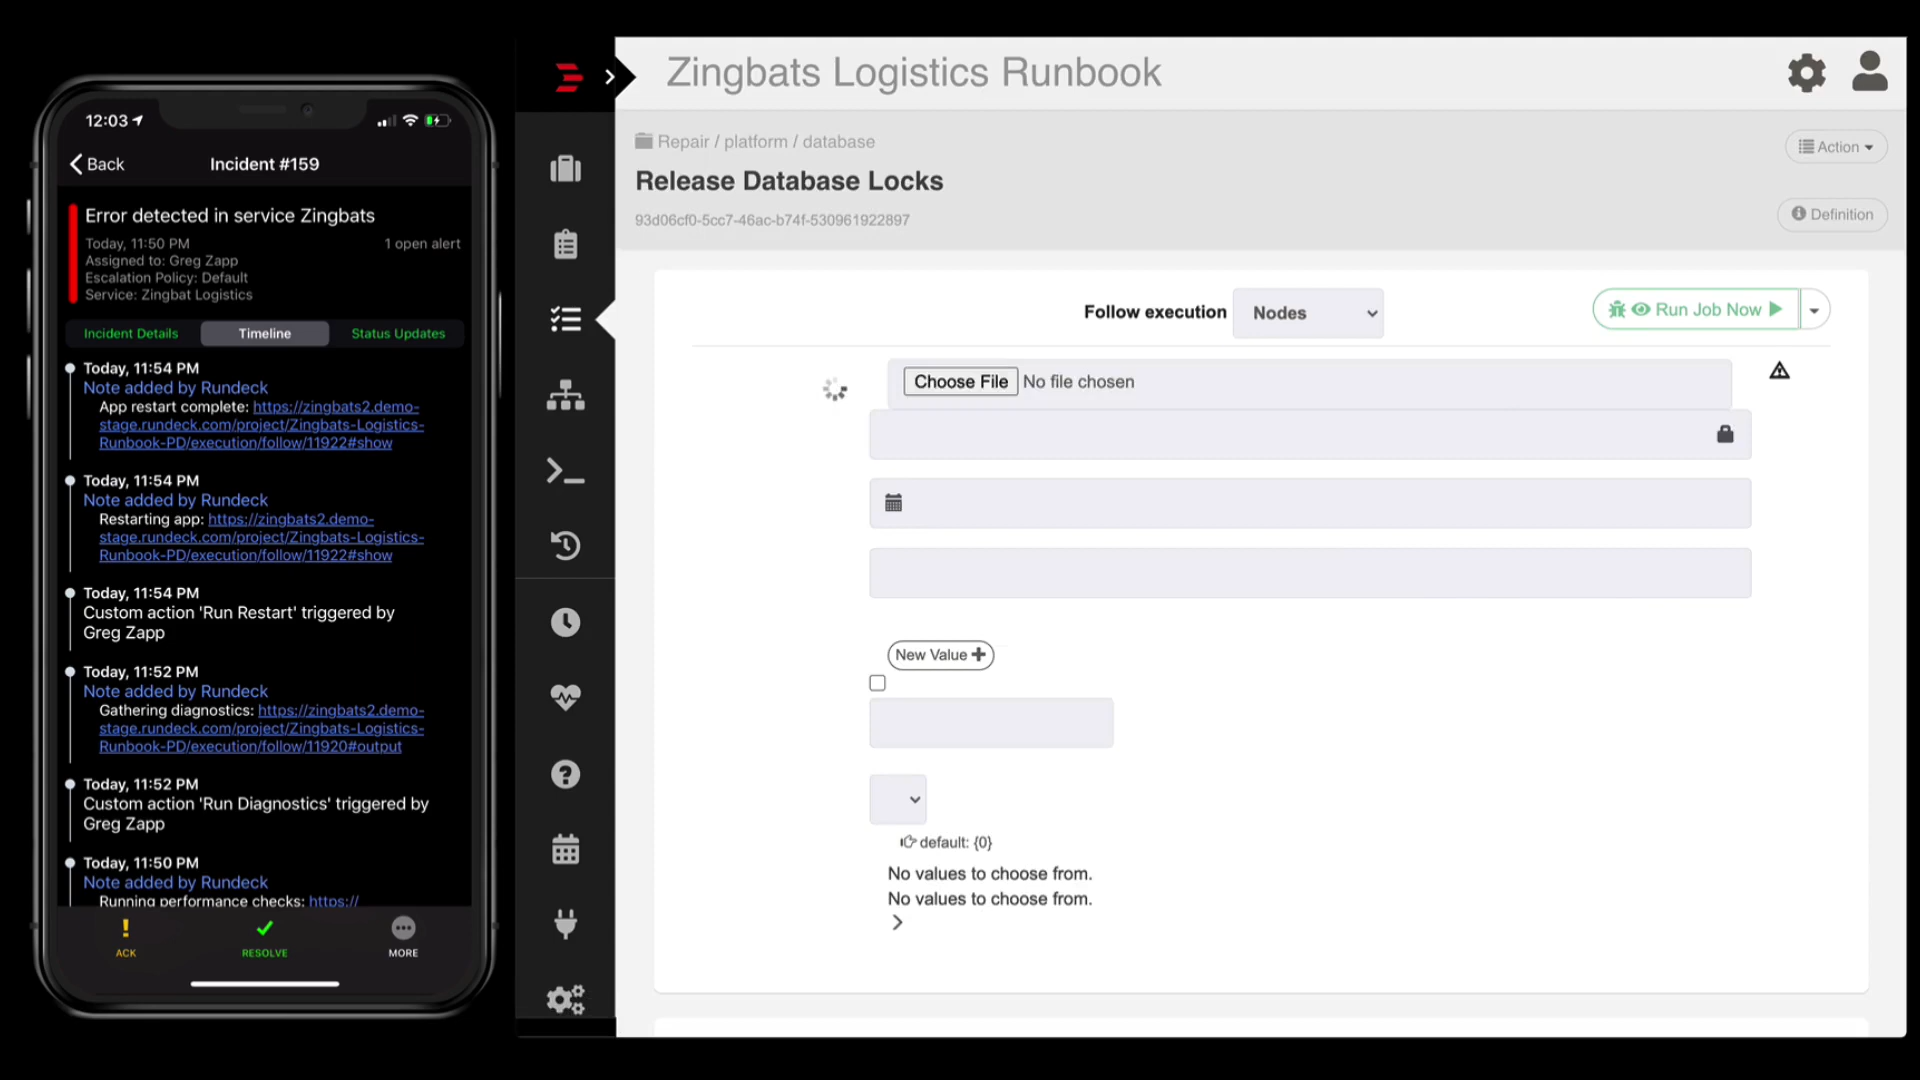 12:03
Back
Incident #159
Error detected in service Zingbats
Today, 11:50 PM
1 open alert
Assigned to: Greg Zapp
Escalation Policy: Default
Service: Zingbat Logistics
Incident Details
Timeline
Status Updates
Today, 11:54 PM
Note added by Rundeck
App restart complete: https://zingbats2.demo-
stage.rundeck.com/project/Zingbats-Logistics-
Runbook-PD/execution/follow/11922#show
Today, 11:54 PM
Note added by Rundeck
Restarting app: https://zingbats2.demo-
stage.rundeck.com/project/Zingbats-Logistics-
Runbook-PD/execution/follow/11922#show
Today, 11:54 PM
Custom action 'Run Restart' triggered by
Greg Zapp
Today, 11:52 PM
Note added by Rundeck
Gathering diagnostics: https://zingbats2.demo-
stage.rundeck.com/project/Zingbats-Logistics-
Runbook-PD/execution/follow/11920#output
Today, 11:52 PM
Custom action 'Run Diagnostics' triggered by
Greg Zapp
Today, 11:50 PM
Note added by Rundeck
Running performance checks: https://
ACK
RESOLVE
MORE
Zingbats Logistics Runbook
Repair / platform / database
Action
Release Database Locks
93d06cf0-5cc7-46ac-b74f-530961922897
Definition
Follow execution
Nodes
Run Job Now
Choose File No file chosen
New Value
default: {0}
No values to choose from.
No values to choose from.